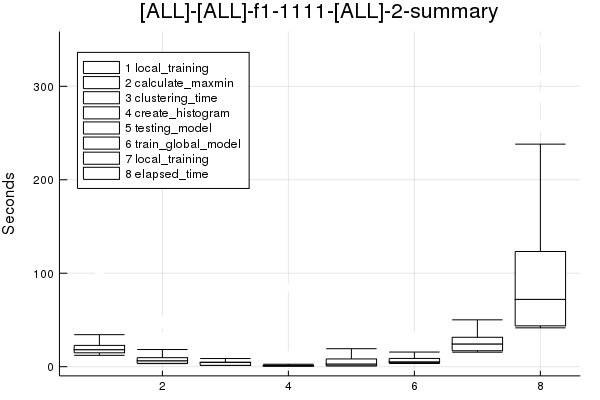 [ALL]-[ALL]-f1-1111-[ALL]-2-summary
Seconds
300
200
100
0
1 local_training
2 calculate_maxmin
3 clustering_time
4 create_histogram
5 testing_model
6 train_global_model
7 local_training
8 elapsed_time
2
4
6
8